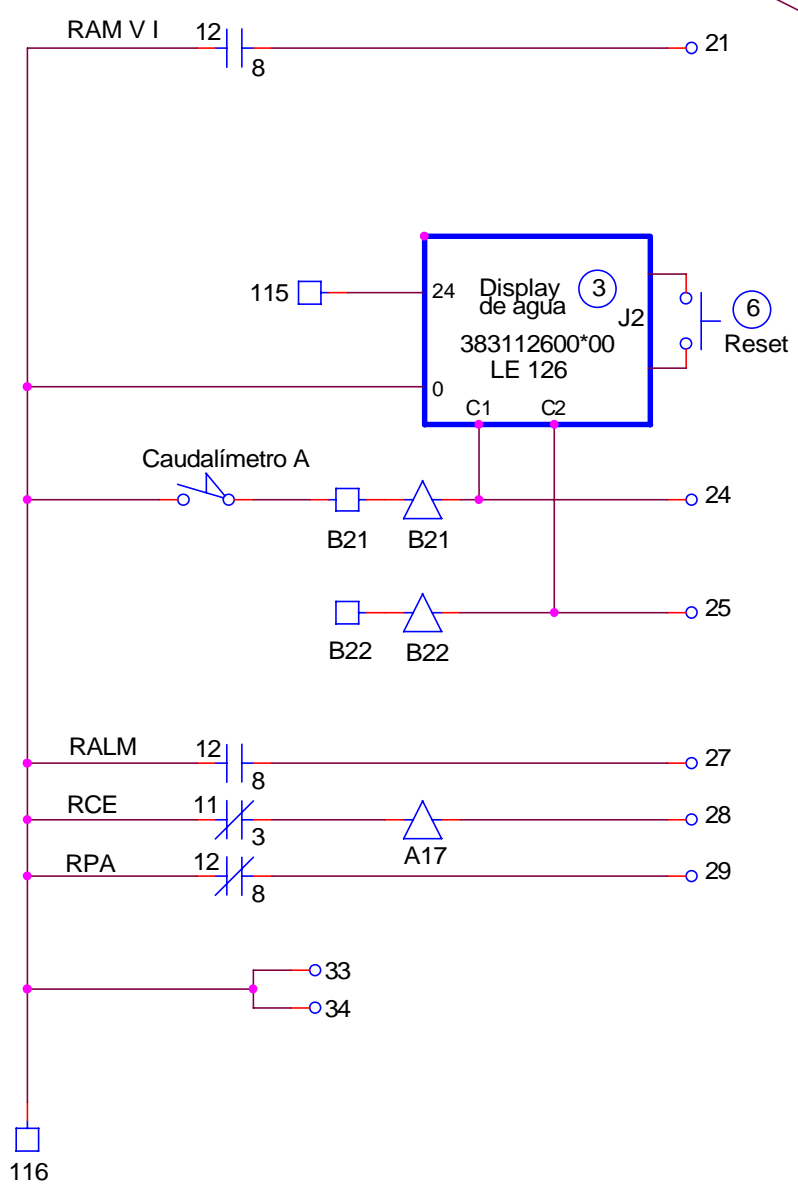 RAM V I 12 8 21
115 24 Display de agua 3
J2 6
383112600*00 Reset
LE 126
0
C1 C2
Caudalímetro A
24
B21 B21
25
B22 B22
RALM 12 8 27
RCE 11 3 28
A17
RPA 12 8 29
33
34
116